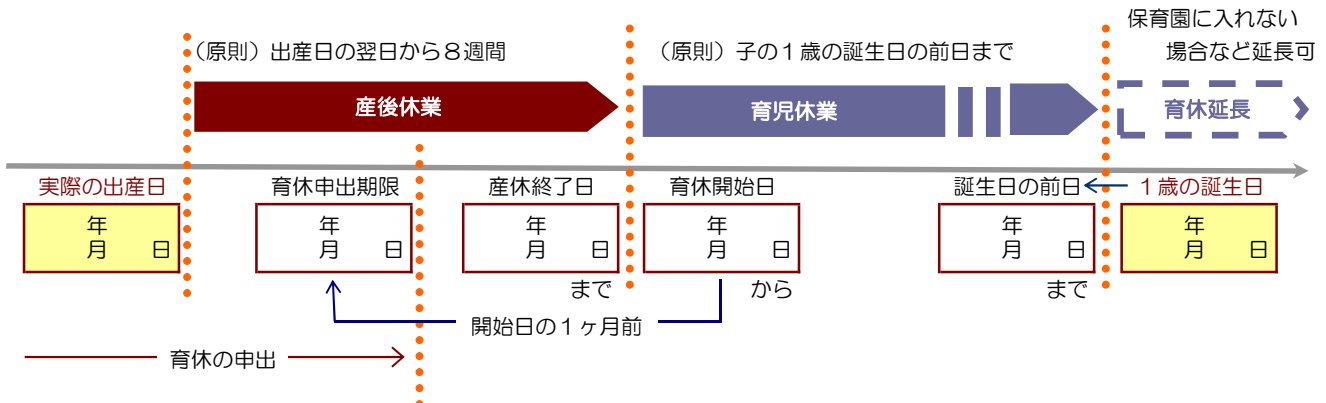 保育園に入れない
場合など延長可
（原則）出産日の翌日から８週間
（原則）子の１歳の誕生日の前日まで
産後休業
育児休業
育休延長
実際の出産日
育休申出期限
産休終了日
育休開始日
誕生日の前日
１歳の誕生日
年
月 日
年
月 日
年
月 日
年
月 日
年
月 日
年
月 日
まで
から
まで
開始日の１ヶ月前
育休の申出